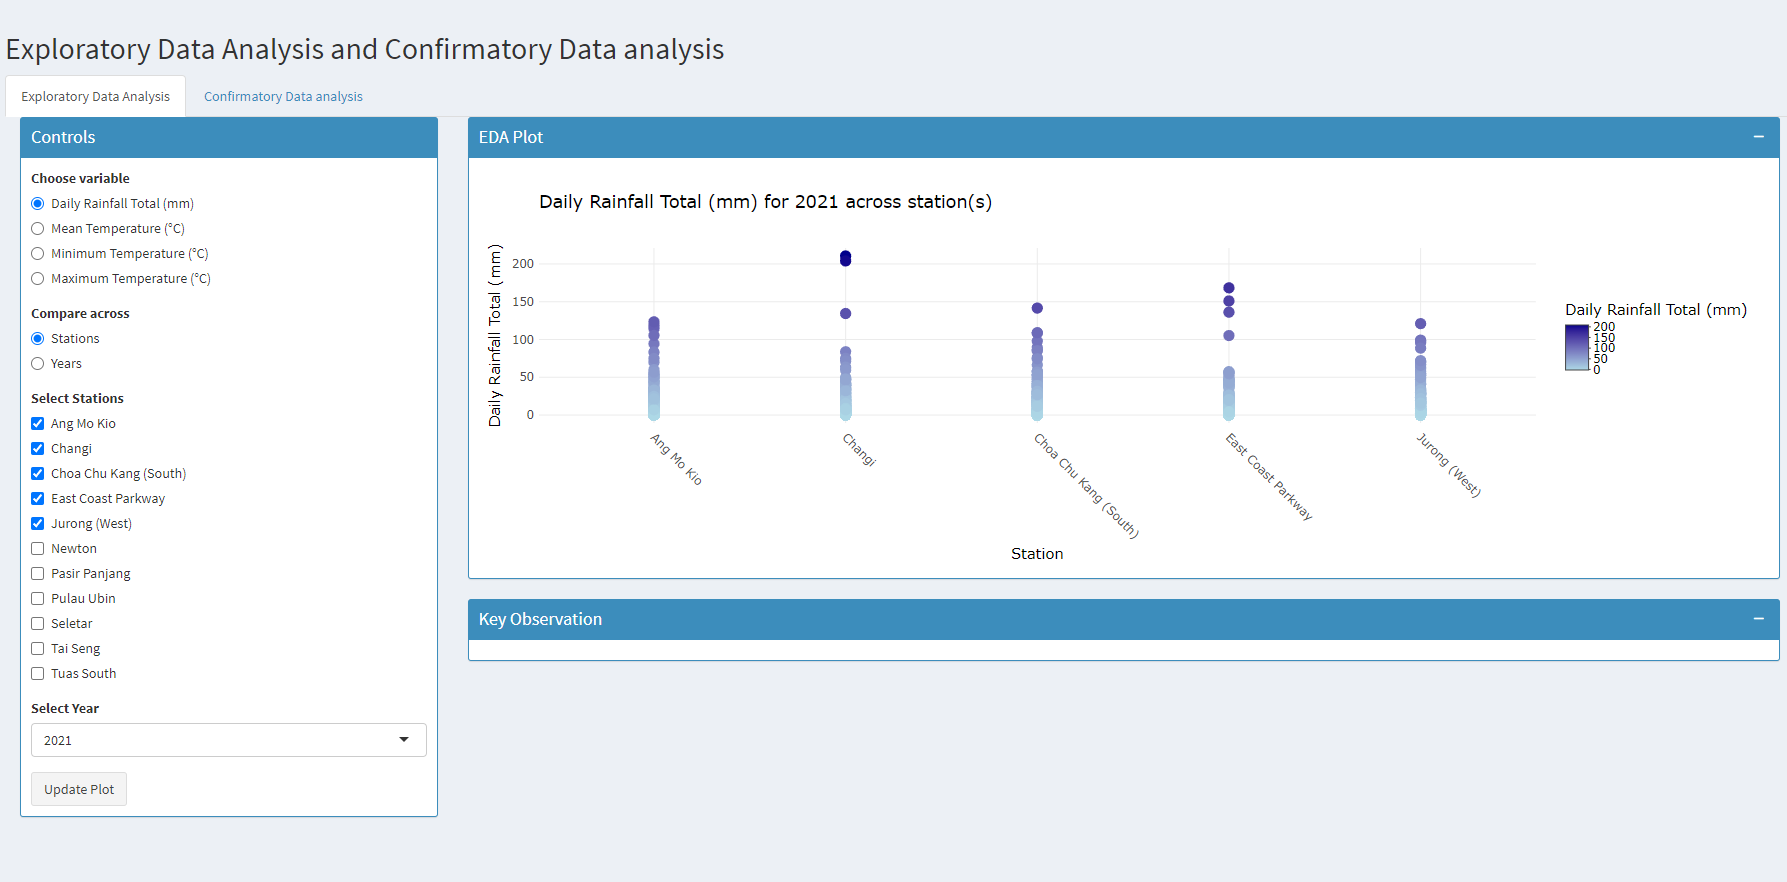 Exploratory Data Analysis and Confirmatory Data analysis
Exploratory Data Analysis
Confirmatory Data analysis
Controls
Choose variable
Daily Rainfall Total (mm)
Mean Temperature (°C)
Minimum Temperature (°C)
Maximum Temperature (°C)
Compare across
Stations
Years
Select Stations
Ang Mo Kio
Changi
Choa Chu Kang (South)
East Coast Parkway
Jurong (West)
Newton
Pasir Panjang
Pulau Ubin
Seletar
Tai Seng
Tuas South
Select Year
2021
Update Plot
EDA Plot
Daily Rainfall Total (mm) for 2021 across station(s)
Daily Rainfall Total (mm)
200
150
100
50
0
Ang Mo Kio
Changi
Choa Chu Kang (South)
East Coast Parkway
Jurong (West)
Station
Daily Rainfall Total (mm)
200
150
100
50
0
Key Observation